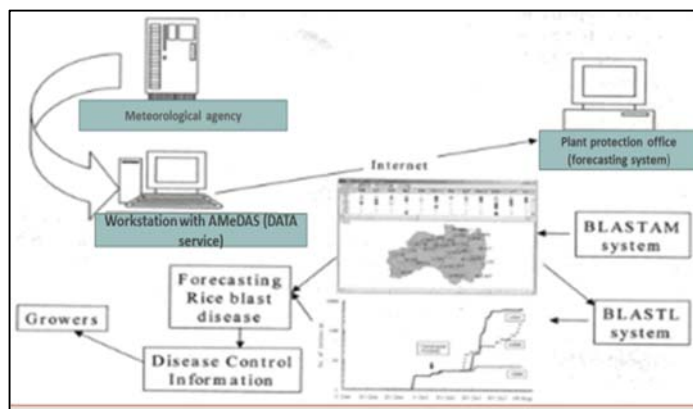 Meteorological agency
Internet
Plant protection office
(forecasting system)
Workstation with AMeDAS (DATA
service)
BLASTAM
system
Forecasting
Rice blast
disease
BLASTL
system
Growers
Disease Control
Information